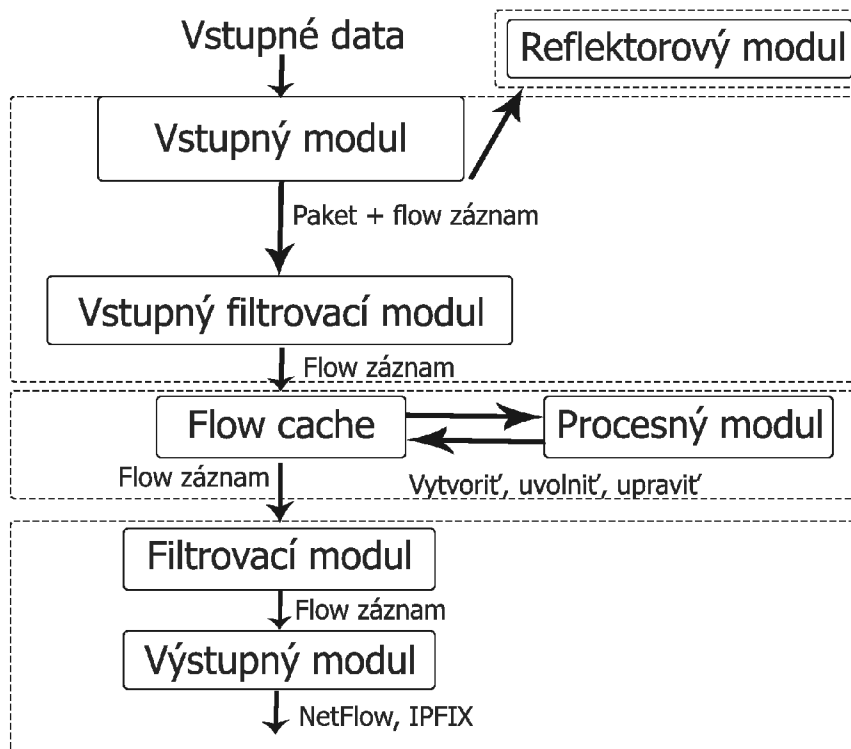 Vstupné data
Reflektorový modul
Vstupný modul
Paket + flow záznam
Vstupný filtrovací modul
Flow záznam
Flow cache
Procesný modul
Flow záznam
Vytvoriť, uvolniť, upraviť
Filtrovací modul
Flow záznam
Výstupný modul
NetFlow, IPFIX